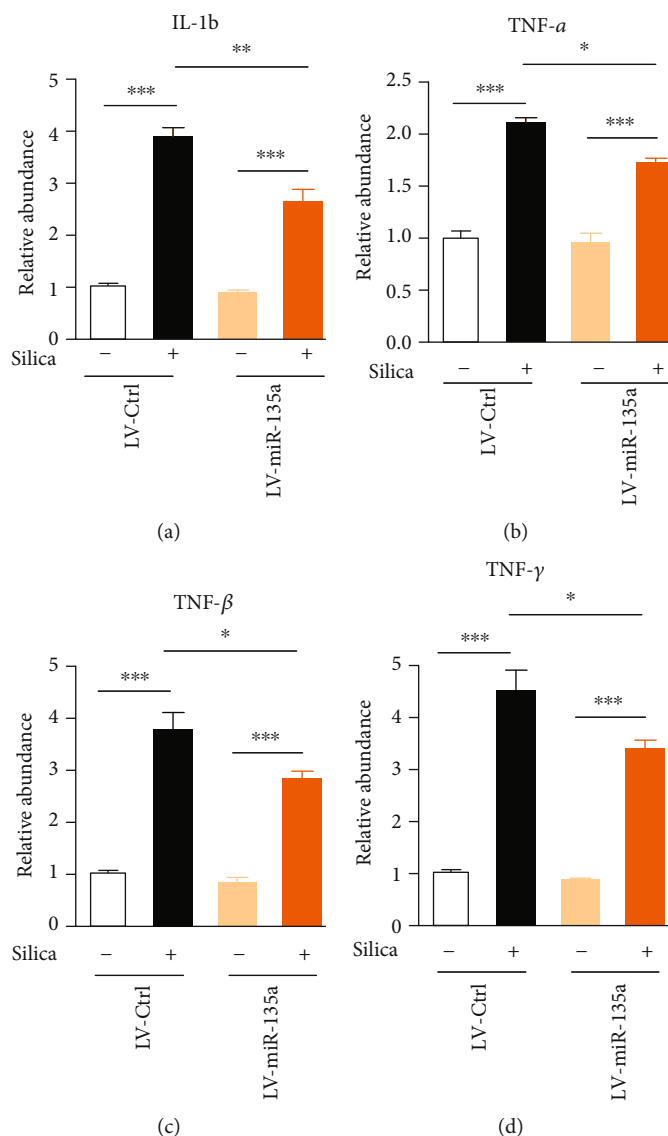 IL-1b
**
***
***
5
4
3
2
1
0
Relative abundance
Silica
− + − +
LV-Ctrl
LV-miR-135a
(a)
TNF-α
*
***
***
2.5
2.0
1.5
1.0
0.5
0.0
Relative abundance
Silica
− + − +
LV-Ctrl
LV-miR-135a
(b)
TNF-β
*
***
***
5
4
3
2
1
0
Relative abundance
Silica
− + − +
LV-Ctrl
LV-miR-135a
(c)
TNF-γ
*
***
***
5
4
3
2
1
0
Relative abundance
Silica
− + − +
LV-Ctrl
LV-miR-135a
(d)